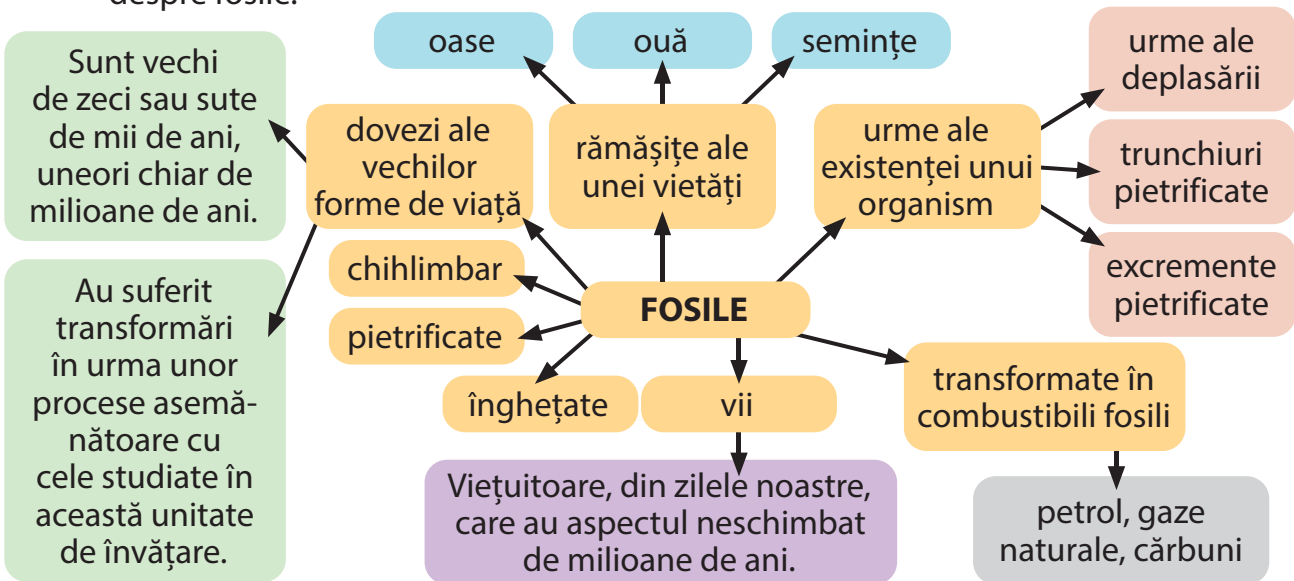 despre fosile.
Sunt vechi
de zeci sau sute
de mii de ani,
uneori chiar de
milioane de ani.
Au suferit
transformări
în urma unor
procese asemă-
nătoare cu
cele studiate în
această unitate
de învățare.
dovezi ale
vechilor
forme de viață
oase
ouă
semințe
rămășițe ale
unei vietăți
urme ale
existenței unui
organism
urme ale
deplasării
trunchiuri
pietrificate
excremente
pietrificate
chihlimbar
pietrificate
înghețate
FOSILE
vii
Viețuitoare, din zilele noastre,
care au aspectul neschimbat
de milioane de ani.
transformate în
combustibili fosili
petrol, gaze
naturale, cărbuni